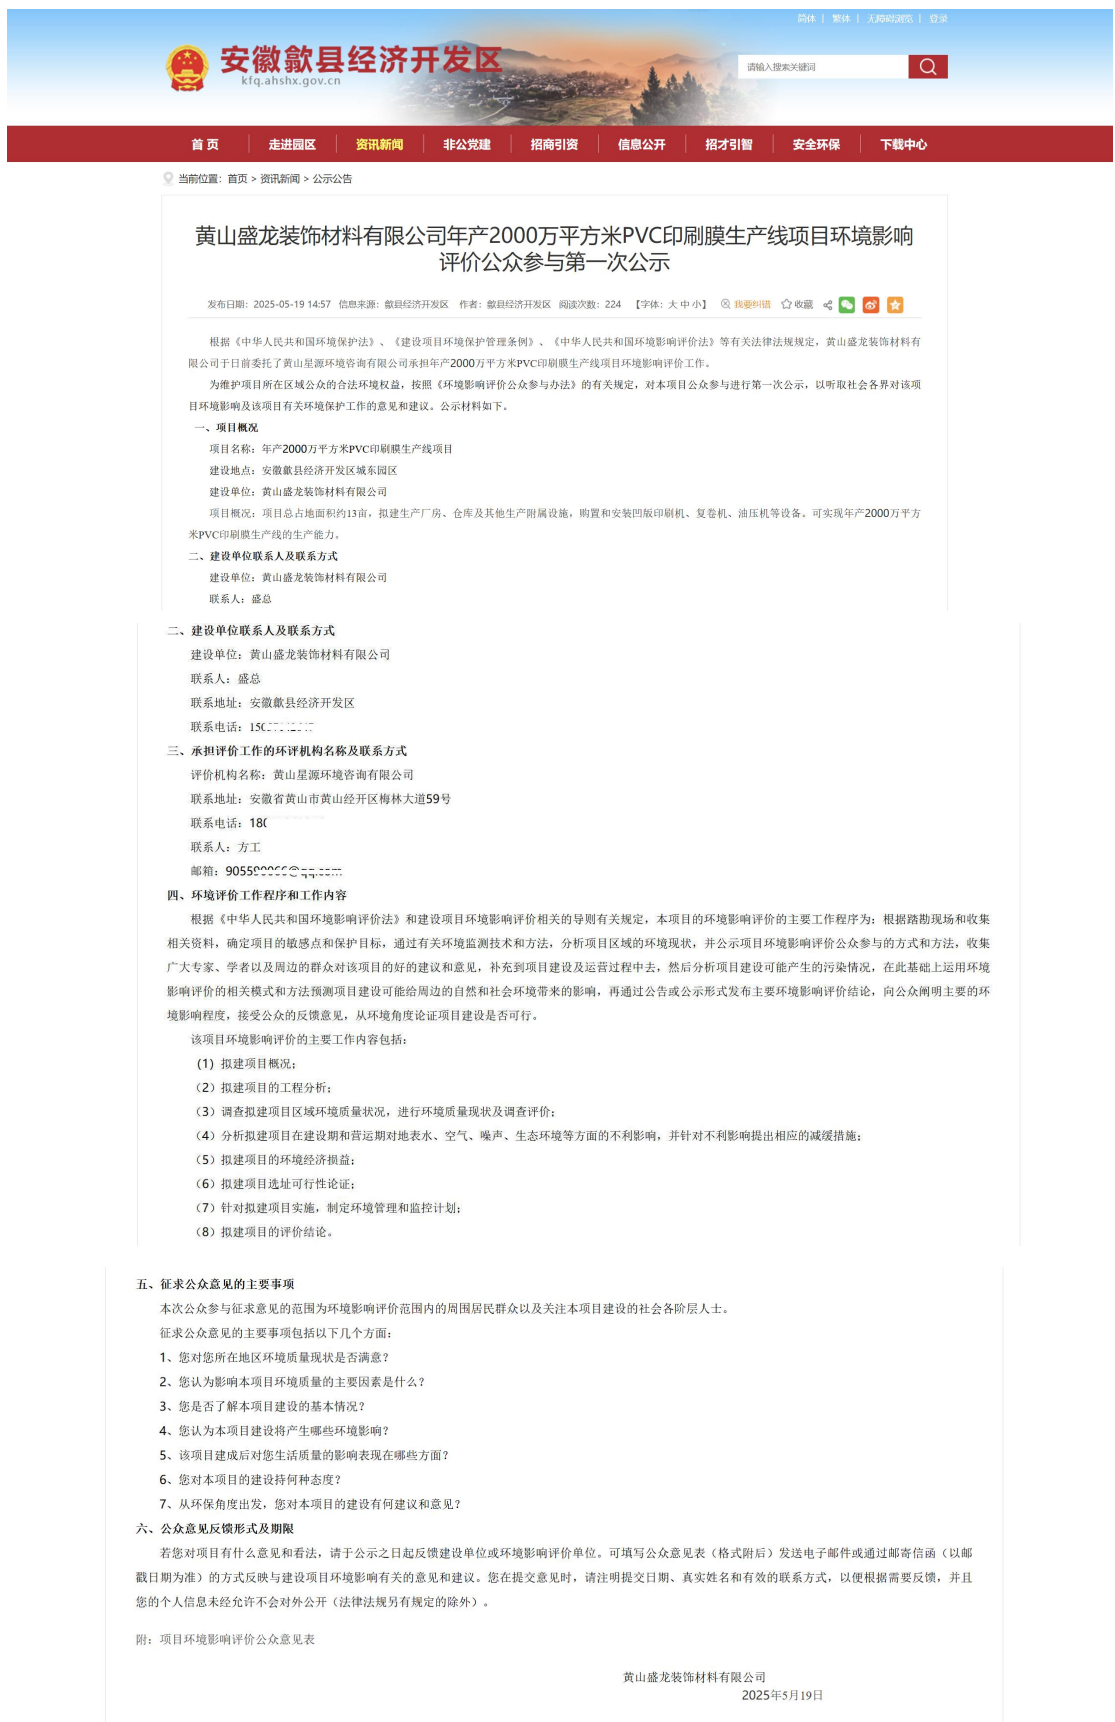 简体 | 繁体 | 无障碍浏览 | 登录
安徽歙县经济开发区
kfq.ahshx.gov.cn
请输入搜索关键词
首 页 走进园区 资讯新闻 非公党建 招商引资 信息公开 招才引智 安全环保 下载中心
当前位置：首页 > 资讯新闻 > 公示公告
黄山盛龙装饰材料有限公司年产2000万平方米PVC印刷膜生产线项目环境影响
评价公众参与第一次公示
发布日期：2025-05-19 14:57 信息来源：歙县经济开发区 作者：歙县经济开发区 阅读次数：224 【字体：大 中 小】 我要纠错 收藏
根据《中华人民共和国环境保护法》、《建设项目环境保护管理条例》、《中华人民共和国环境影响评价法》等有关法律法规规定，黄山盛龙装饰材料有
限公司于日前委托了黄山星源环境咨询有限公司承担年产2000万平方米PVC印刷膜生产线项目环境影响评价工作。
为维护项目所在区域公众的合法环境权益，按照《环境影响评价公众参与办法》的有关规定，对本项目公众参与进行第一次公示，以听取社会各界对该项
目环境影响及该项目有关环境保护工作的意见和建议。公示材料如下。
一、项目概况
项目名称：年产2000万平方米PVC印刷膜生产线项目
建设地点：安徽歙县经济开发区城东园区
建设单位：黄山盛龙装饰材料有限公司
项目概况：项目总占地面积约13亩，拟建生产厂房、仓库及其他生产附属设施，购置和安装凹版印刷机、复卷机、油压机等设备。可实现年产2000万平方
米PVC印刷膜生产线的生产能力。
二、建设单位联系人及联系方式
建设单位：黄山盛龙装饰材料有限公司
联系人：盛总
二、建设单位联系人及联系方式
建设单位：黄山盛龙装饰材料有限公司
联系人：盛总
联系地址：安徽歙县经济开发区
联系电话：15
三、承担评价工作的环评机构名称及联系方式
评价机构名称：黄山星源环境咨询有限公司
联系地址：安徽省黄山市黄山经开区梅林大道59号
联系电话：18
联系人：方工
邮箱：90559
四、环境评价工作程序和工作内容
根据《中华人民共和国环境影响评价法》和建设项目环境影响评价相关的导则有关规定，本项目的环境影响评价的主要工作程序为：根据踏勘现场和收集
相关资料，确定项目的敏感点和保护目标，通过有关环境监测技术和方法，分析项目区域的环境现状，并公示项目环境影响评价公众参与的方式和方法，收集
广大专家、学者以及周边的群众对该项目的好的建议和意见，补充到项目建设及运营过程中去，然后分析项目建设可能产生的污染情况，在此基础上运用环境
影响评价的相关模式和方法预测项目建设可能给周边的自然和社会环境带来的影响，再通过公告或公示形式发布主要环境影响评价结论，向公众阐明主要的环
境影响程度，接受公众的反馈意见，从环境角度论证项目建设是否可行。
该项目环境影响评价的主要工作内容包括：
（1）拟建项目概况；
（2）拟建项目的工程分析；
（3）调查拟建项目区域环境质量状况，进行环境质量现状及调查评价；
（4）分析拟建项目在建设期和营运期对地表水、空气、噪声、生态环境等方面的不利影响，并针对不利影响提出相应的减缓措施；
（5）拟建项目的环境经济损益；
（6）拟建项目选址可行性论证；
（7）针对拟建项目实施，制定环境管理和监控计划；
（8）拟建项目的评价结论。
五、征求公众意见的主要事项
本次公众参与征求意见的范围为环境影响评价范围内的周围居民群众以及关注本项目建设的社会各阶层人士。
征求公众意见的主要事项包括以下几个方面：
1、您对您所在地区环境质量现状是否满意？
2、您认为影响本项目环境质量的主要因素是什么？
3、您是否了解本项目建设的基本情况？
4、您认为本项目建设将产生哪些环境影响？
5、该项目建成后对您生活质量的影响表现在哪些方面？
6、您对本项目的建设持何种态度？
7、从环保角度出发，您对本项目的建设有何建议和意见？
六、公众意见反馈形式及期限
若您对项目有什么意见和看法，请于公示之日起反馈建设单位或环境影响评价单位。可填写公众意见表（格式附后）发送电子邮件或通过邮寄信函（以邮
戳日期为准）的方式反映与建设项目环境影响有关的意见和建议。您在提交意见时，请注明提交日期、真实姓名和有效的联系方式，以便根据需要反馈，并且
您的个人信息未经允许不会对外公开（法律法规另有规定的除外）。
附：项目环境影响评价公众意见表
黄山盛龙装饰材料有限公司
2025年5月19日